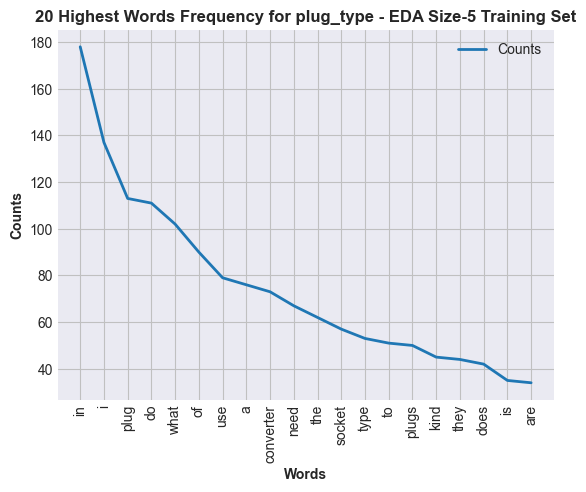 20 Highest Words Frequency for plug_type - EDA Size-5 Training Set
Counts
180
160
140
120
100
80
60
40
Counts
in
i
plug
do
what
of
use
a
converter
need
the
socket
type
to
plugs
kind
they
does
is
are
Words